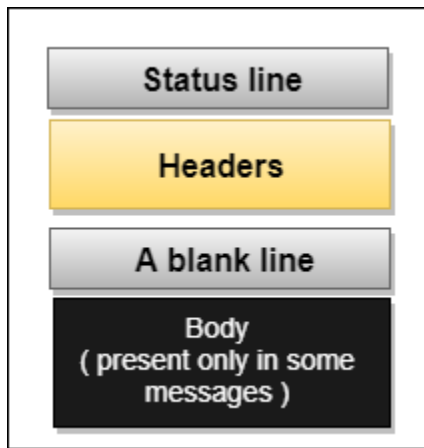 Status line
Headers
A blank line
Body
( present only in some
messages )